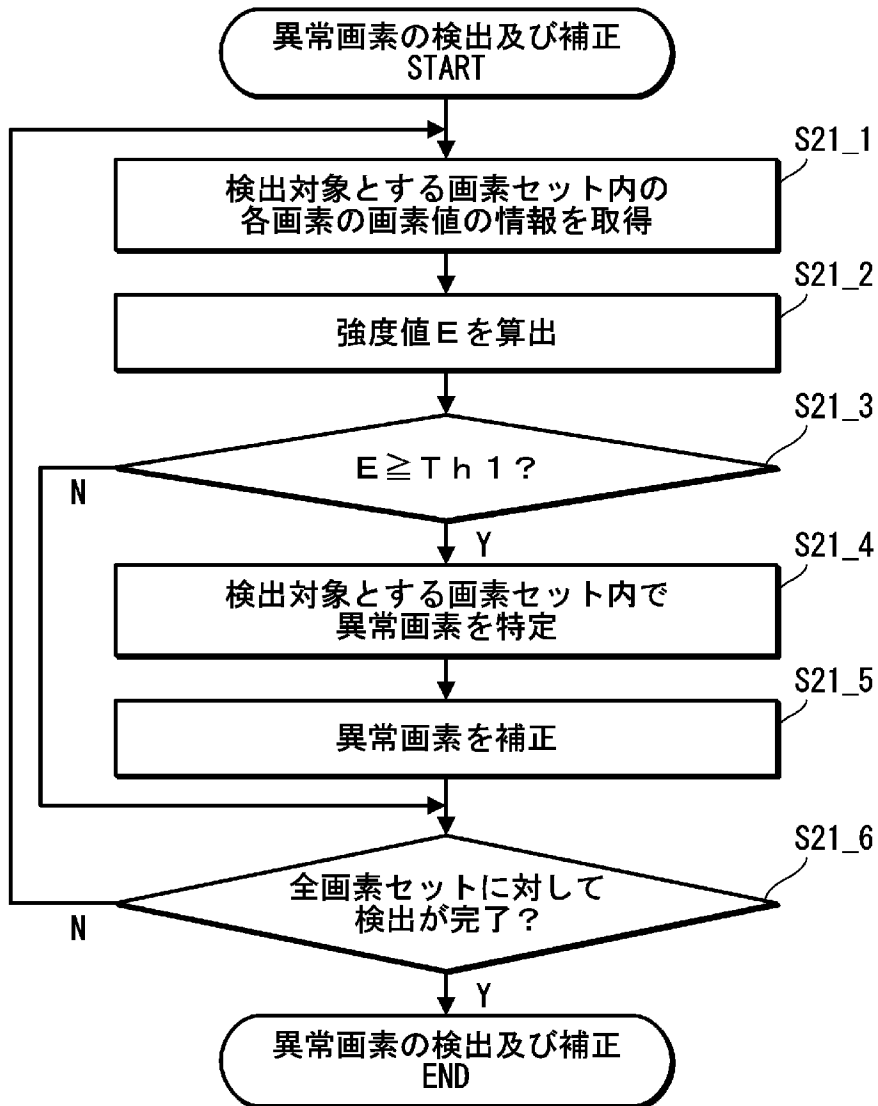 異常画素の検出及び補正
START
S21_1
検出対象とする画素セット内の
各画素の画素値の情報を取得
S21_2
強度値Eを算出
S21_3
E≧Th1?
N
Y
S21_4
検出対象とする画素セット内で
異常画素を特定
S21_5
異常画素を補正
S21_6
全画素セットに対して
検出が完了?
N
Y
異常画素の検出及び補正
END